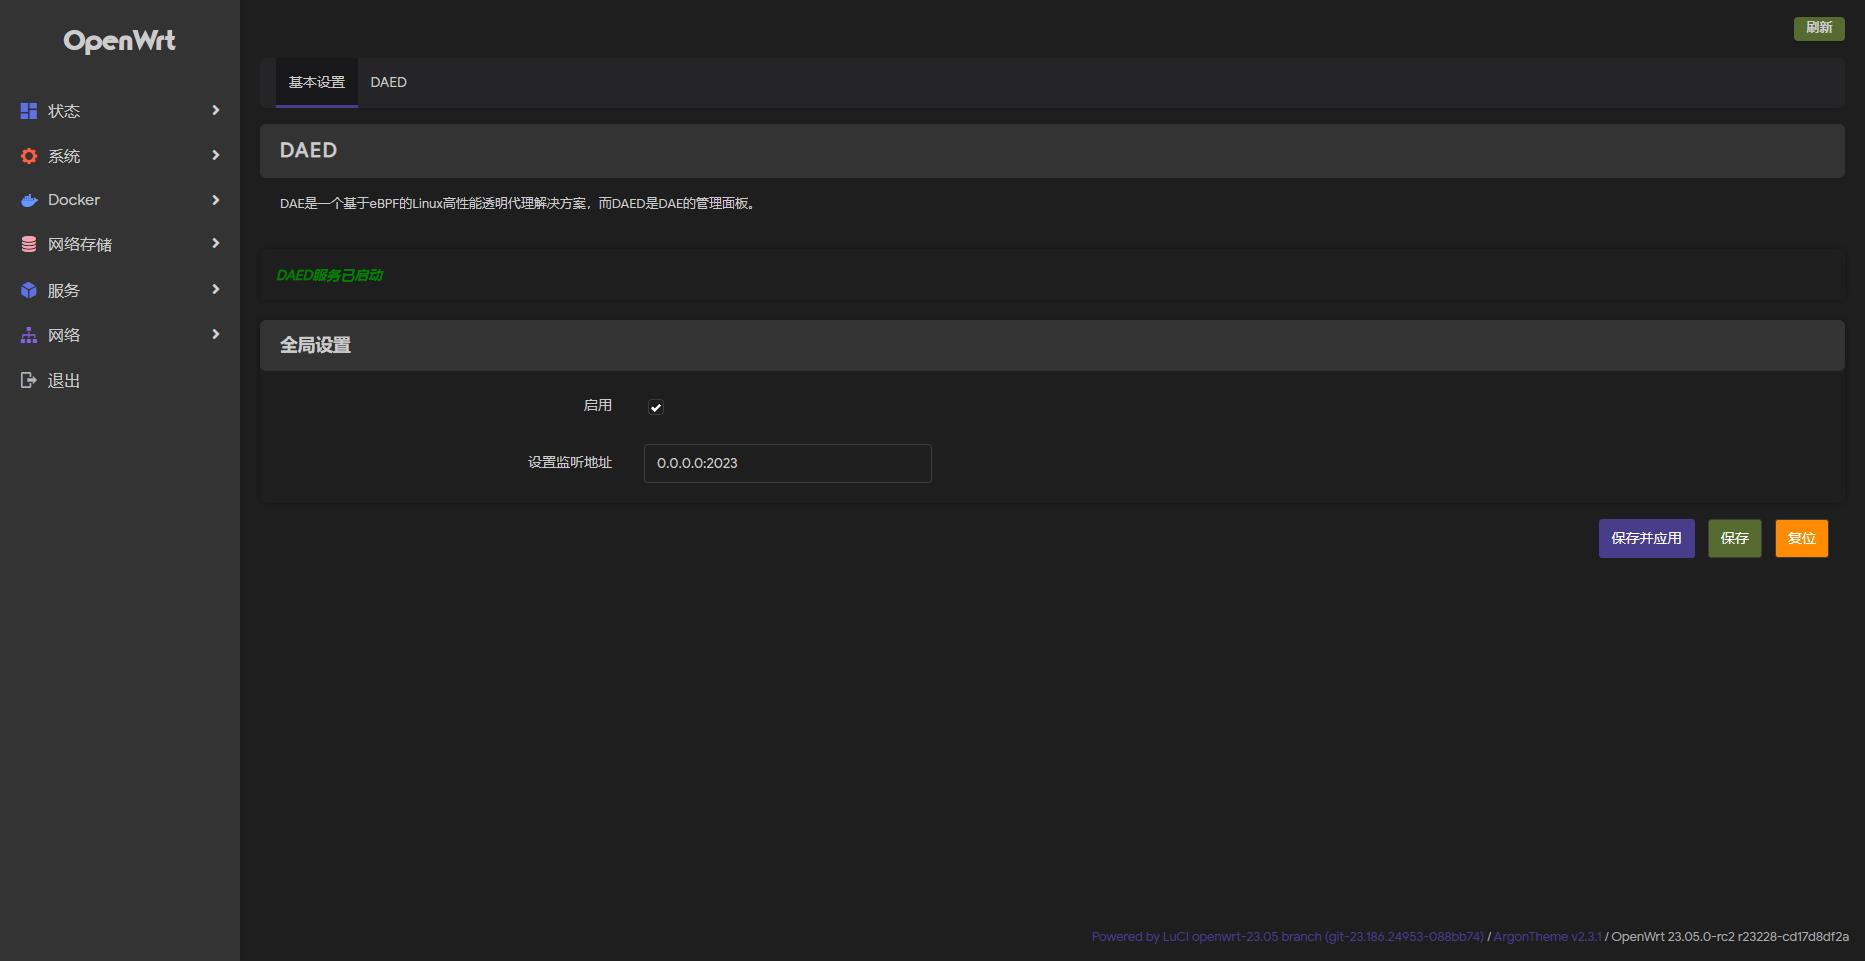 OpenWrt
状态
系统
Docker
网络存储
服务
网络
退出
刷新
基本设置 DAED
DAED
DAE是一个基于eBPF的Linux高性能透明代理解决方案，而DAED是DAE的管理面板。
DAED服务已启动
全局设置
启用
设置监听地址 0.0.0.0:2023
保存并应用 保存 复位
Powered by LuCI openwrt-23.05 branch (git-23.186.24953-088bb74) / ArgonTheme v2.3.1 / OpenWrt 23.05.0-rc2 r23228-cd17d8df2a